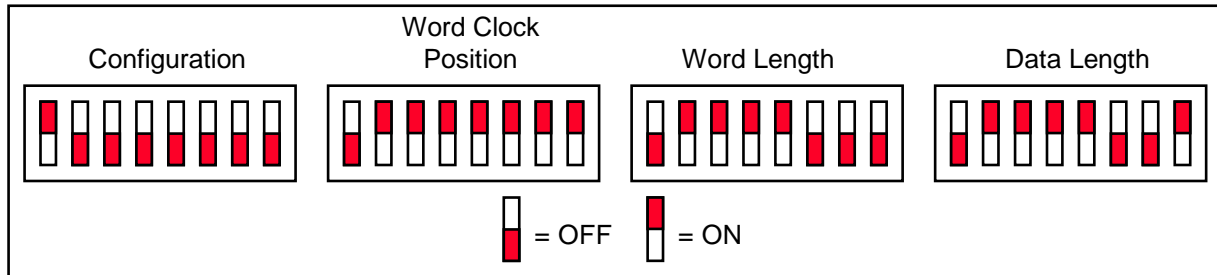 Configuration
Word Clock
Position
Word Length
Data Length
= OFF
= ON